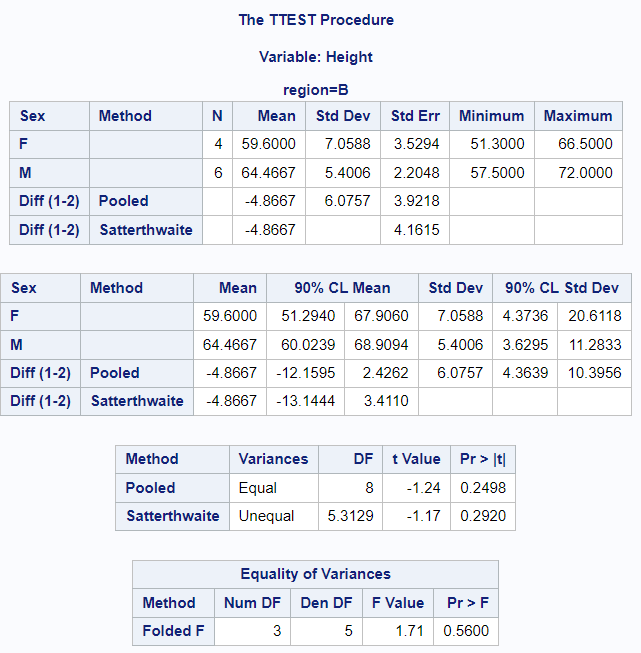 The TTEST Procedure
Variable: Height
region=B
Sex Method N Mean Std Dev Std Err Minimum Maximum
F 4 59.6000 7.0588 3.5294 51.3000 66.5000
M 6 64.4667 5.4006 2.2048 57.5000 72.0000
Diff (1-2) Pooled -4.8667 6.0757 3.9218
Diff (1-2) Satterthwaite -4.8667 4.1615
Sex Method Mean 90% CL Mean Std Dev 90% CL Std Dev
F 59.6000 51.2940 67.9060 7.0588 4.3736 20.6118
M 64.4667 60.0239 68.9094 5.4006 3.6295 11.2833
Diff (1-2) Pooled -4.8667 -12.1595 2.4262 6.0757 4.3639 10.3956
Diff (1-2) Satterthwaite -4.8667 -13.1444 3.4110
Method Variances DF t Value Pr > |t|
Pooled Equal 8 -1.24 0.2498
Satterthwaite Unequal 5.3129 -1.17 0.2920
Equality of Variances
Method Num DF Den DF F Value Pr > F
Folded F 3 5 1.71 0.5600